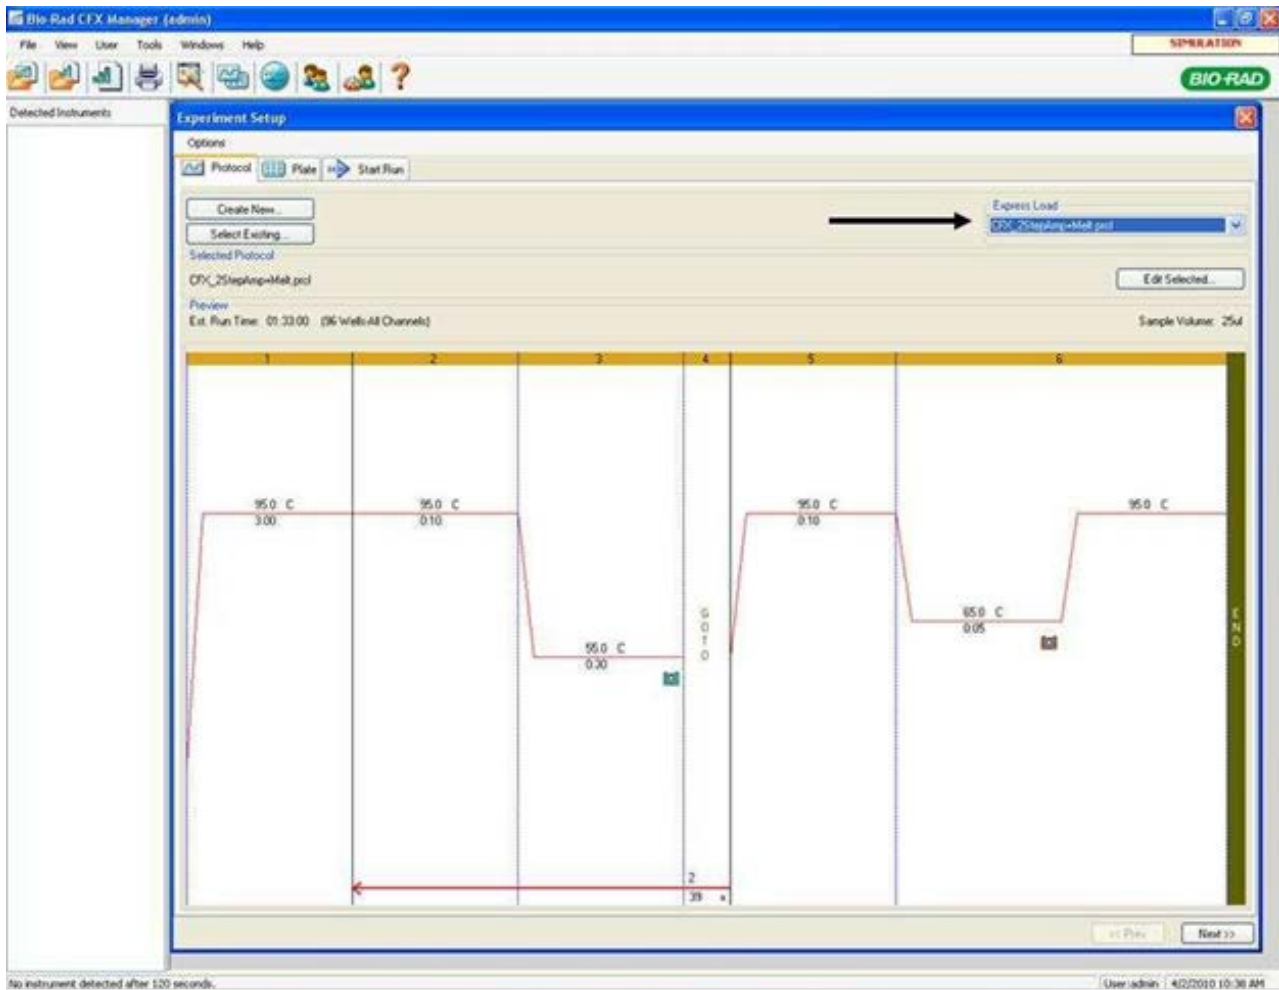 Bio-Rad CFX Manager (admin)
File View User Tools Windows Help
SIMULATION
BIO-RAD
Detected Instruments
Experiment Setup
Options
Protocol Plate Start Run
Create New...
Select Existing...
Express Load
CFX_2StepAmp+Melt.prcl
Selected Protocol
CFX_2StepAmp+Melt.prcl
Edit Selected...
Preview
Est. Run Time: 01:33:00 (96 Wells-All Channels)
Sample Volume: 25ul
1 2 3 4 5 6
95.0 C
3:00
95.0 C
0:10
55.0 C
0:30
GOTO
2
39 x
95.0 C
0:10
65.0 C
0:05
95.0 C
END
<< Prev
Next >>
No instrument detected after 120 seconds.
User: admin 4/2/2010 10:38 AM